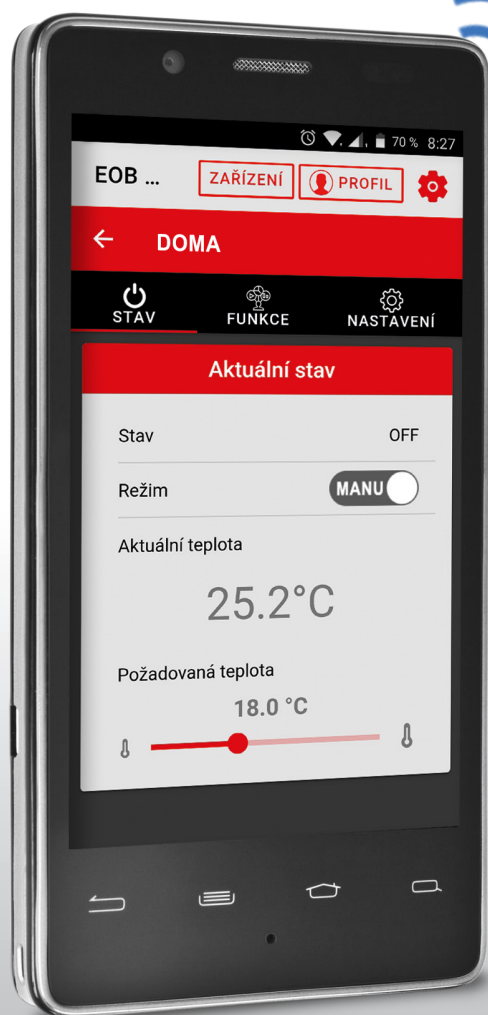 70 % 8:27
EOB ... ZAŘÍZENÍ PROFIL
DOMA
STAV FUNKCE NASTAVENÍ
Aktuální stav
Stav OFF
Režim MANU
Aktuální teplota
25.2°C
Požadovaná teplota
18.0 °C